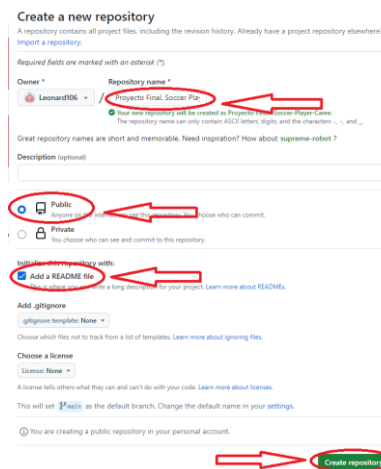 Create a new repository
A repository contains all project files, including the revision history. Already have a project repository elsewhere
Import a repository.
Required fields are marked with an asterisk (*).
Owner * Repository name *
Leonard106 / Proyecto Final. Soccer Pla
Your new repository will be created as Proyecto-Final.-Soccer-Player-Caree.
The repository name can only contain ASCII letters, digits, and the characters ., -, and _.
Great repository names are short and memorable. Need inspiration? How about supreme-robot ?
Description (optional)
Public
Anyone on the internet can see this repository. You choose who can commit.
Private
You choose who can see and commit to this repository.
Initialize this repository with:
Add a README file
This is where you can write a long description for your project. Learn more about READMEs.
Add .gitignore
.gitignore template: None
Choose which files not to track from a list of templates. Learn more about ignoring files.
Choose a license
License: None
A license tells others what they can and can't do with your code. Learn more about licenses.
This will set main as the default branch. Change the default name in your settings.
You are creating a public repository in your personal account.
Create repository